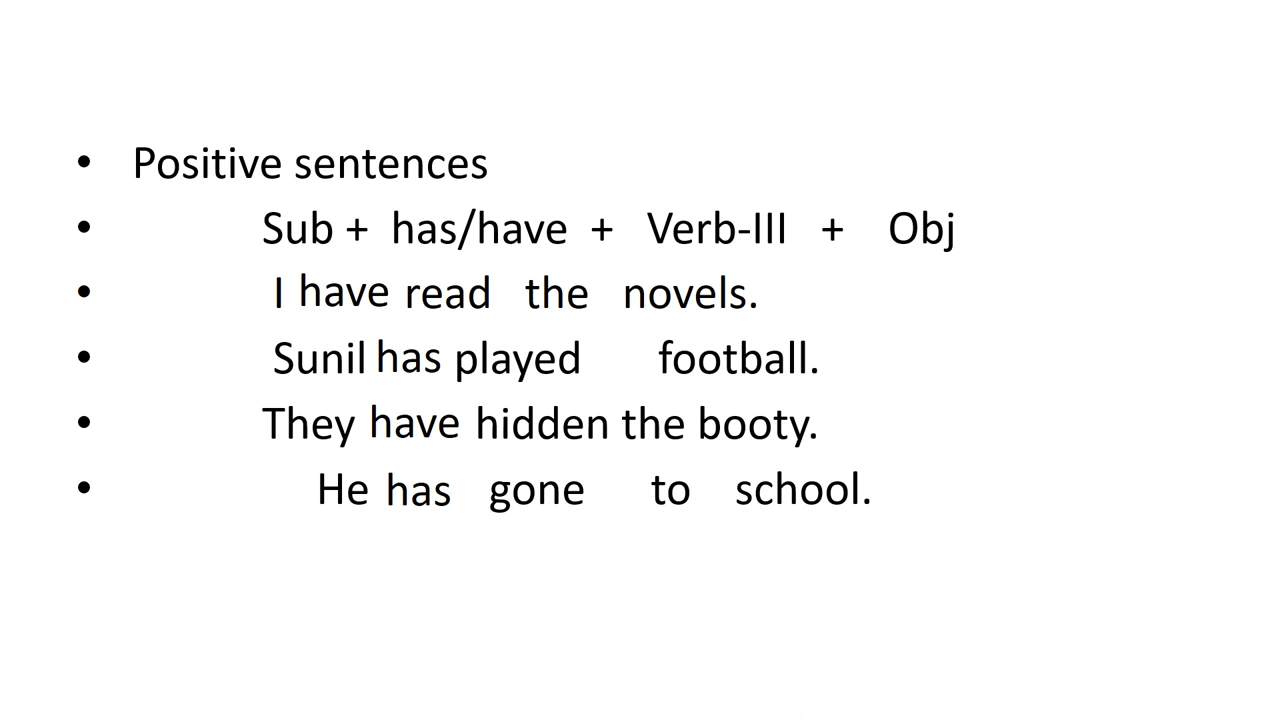 • Positive sentences
• Sub + has/have + Verb-III + Obj
• I have read the novels.
• Sunil has played football.
• They have hidden the booty.
• He has gone to school.